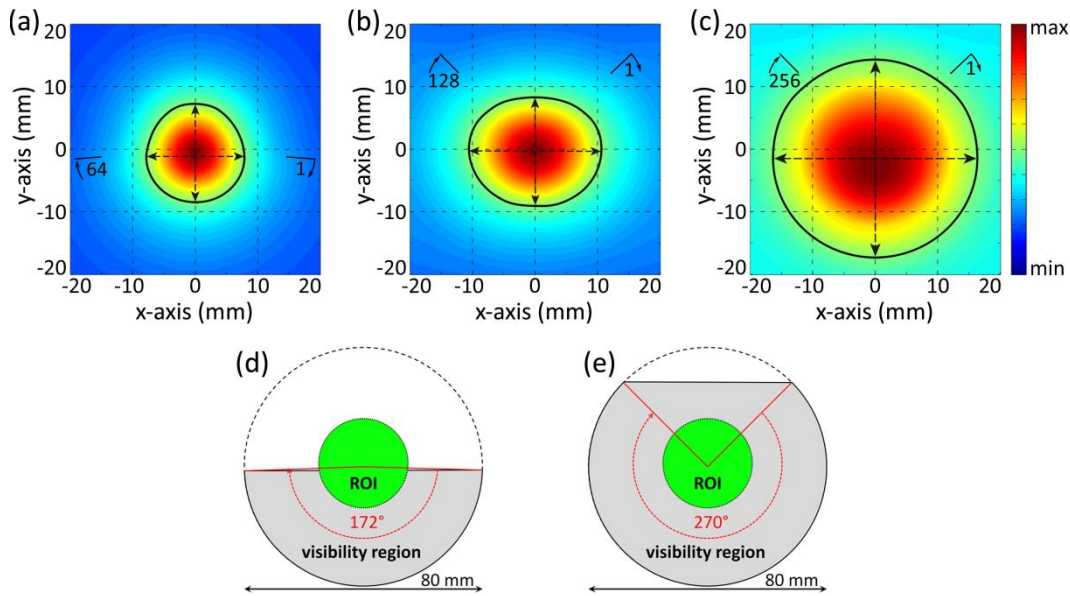 (a)
(b)
(c)
20
10
0
-10
-20
y-axis (mm)
64
1
-20 -10 0 10 20
x-axis (mm)
20
10
0
-10
-20
y-axis (mm)
128
1
-20 -10 0 10 20
x-axis (mm)
20
10
0
-10
-20
y-axis (mm)
256
1
-20 -10 0 10 20
x-axis (mm)
max
min
(d)
ROI
172°
visibility region
80 mm
(e)
ROI
270°
visibility region
80 mm